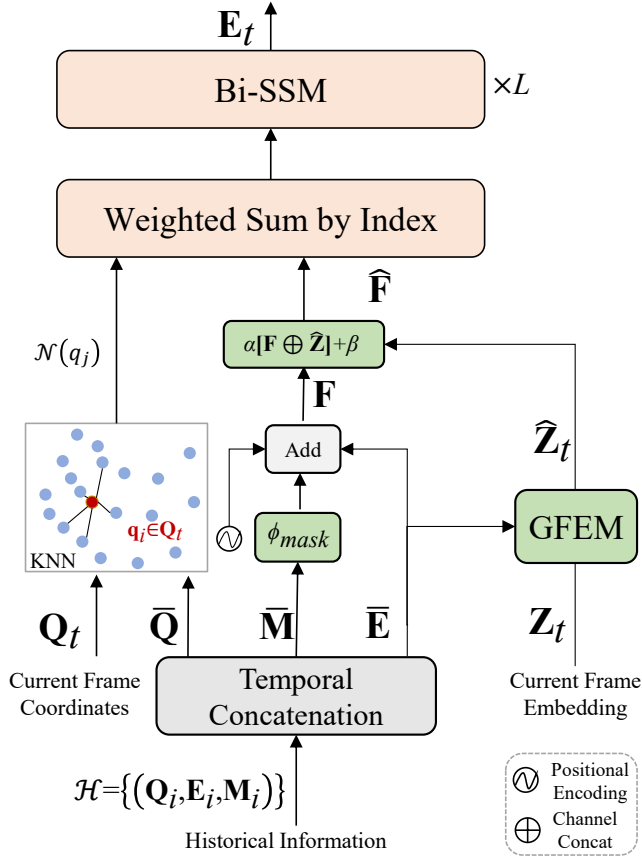 E_t
Bi-SSM
×L
Weighted Sum by Index
F̂
𝒩(q_j)
α[F ⊕ Ẑ]+β
F
Ẑ_t
Add
q_i∈Q_t
ϕ_mask
GFEM
KNN
Q_t
Q̄
M̄
Ē
Z_t
Current Frame
Coordinates
Temporal
Concatenation
Current Frame
Embedding
ℋ={(Q_i,E_i,M_i)}
Historical Information
Positional
Encoding
Channel
Concat